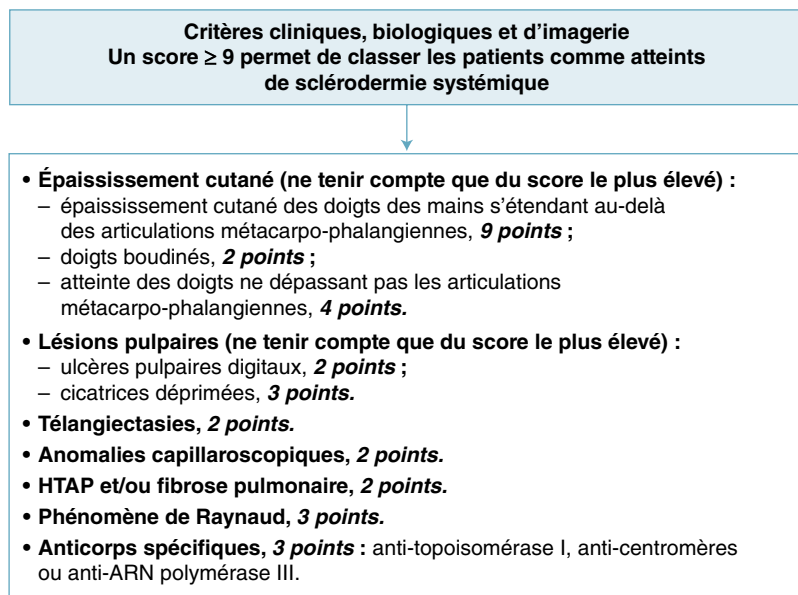 Critères cliniques, biologiques et d'imagerie
Un score ≥ 9 permet de classer les patients comme atteints
de sclérodermie systémique
• Épaississement cutané (ne tenir compte que du score le plus élevé) :
– épaississement cutané des doigts des mains s'étendant au-delà
des articulations métacarpo-phalangiennes, 9 points ;
– doigts boudinés, 2 points ;
– atteinte des doigts ne dépassant pas les articulations
métacarpo-phalangiennes, 4 points.
• Lésions pulpaires (ne tenir compte que du score le plus élevé) :
– ulcères pulpaires digitaux, 2 points ;
– cicatrices déprimées, 3 points.
• Télangiectasies, 2 points.
• Anomalies capillaroscopiques, 2 points.
• HTAP et/ou fibrose pulmonaire, 2 points.
• Phénomène de Raynaud, 3 points.
• Anticorps spécifiques, 3 points : anti-topoisomérase I, anti-centromères
ou anti-ARN polymérase III.